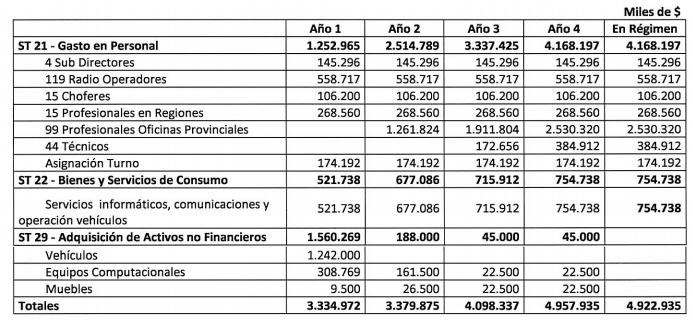 Miles de $
Año 1 Año 2 Año 3 Año 4 En Régimen
ST 21 - Gasto en Personal 1.252.965 2.514.789 3.337.425 4.168.197 4.168.197
4 Sub Directores 145.296 145.296 145.296 145.296 145.296
119 Radio Operadores 558.717 558.717 558.717 558.717 558.717
15 Choferes 106.200 106.200 106.200 106.200 106.200
15 Profesionales en Regiones 268.560 268.560 268.560 268.560 268.560
99 Profesionales Oficinas Provinciales 1.261.824 1.911.804 2.530.320 2.530.320
44 Técnicos 172.656 384.912 384.912
Asignación Turno 174.192 174.192 174.192 174.192 174.192
ST 22 - Bienes y Servicios de Consumo 521.738 677.086 715.912 754.738 754.738
Servicios informáticos, comunicaciones y
operación vehículos 521.738 677.086 715.912 754.738 754.738
ST 29 - Adquisición de Activos no Financieros 1.560.269 188.000 45.000 45.000
Vehículos 1.242.000
Equipos Computacionales 308.769 161.500 22.500 22.500
Muebles 9.500 26.500 22.500 22.500
Totales 3.334.972 3.379.875 4.098.337 4.957.935 4.922.935